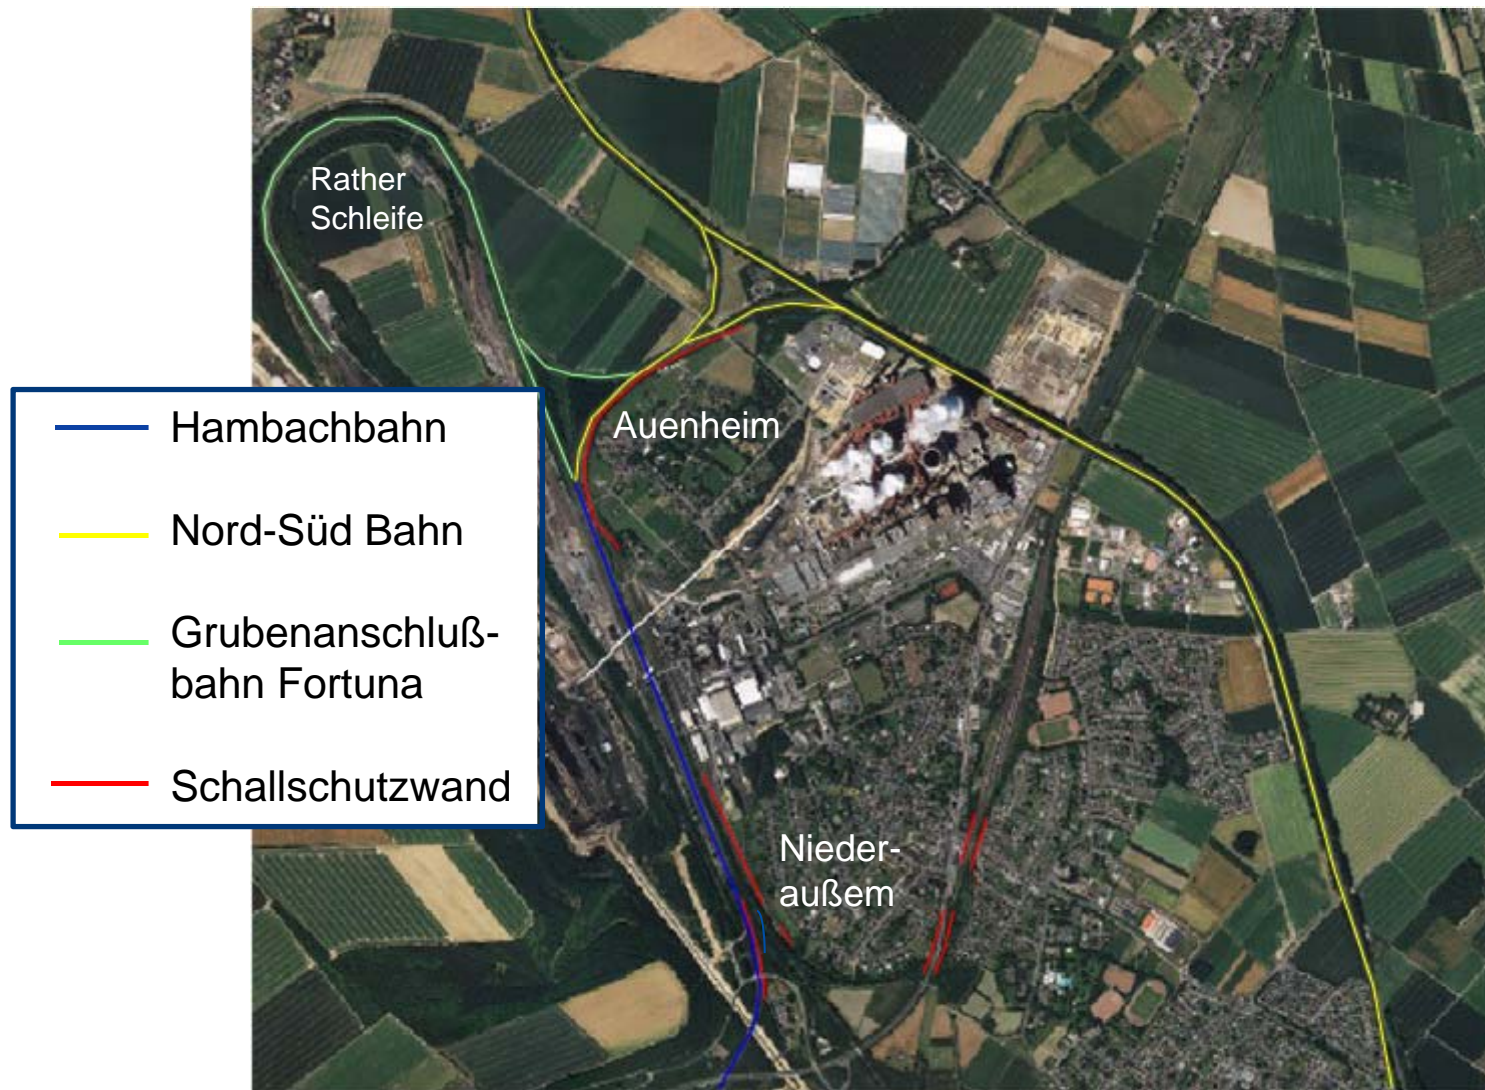 Rather
Schleife
Auenheim
Hambachbahn
Nord-Süd Bahn
Grubenanschluß-
bahn Fortuna
Schallschutzwand
Nieder-
außem